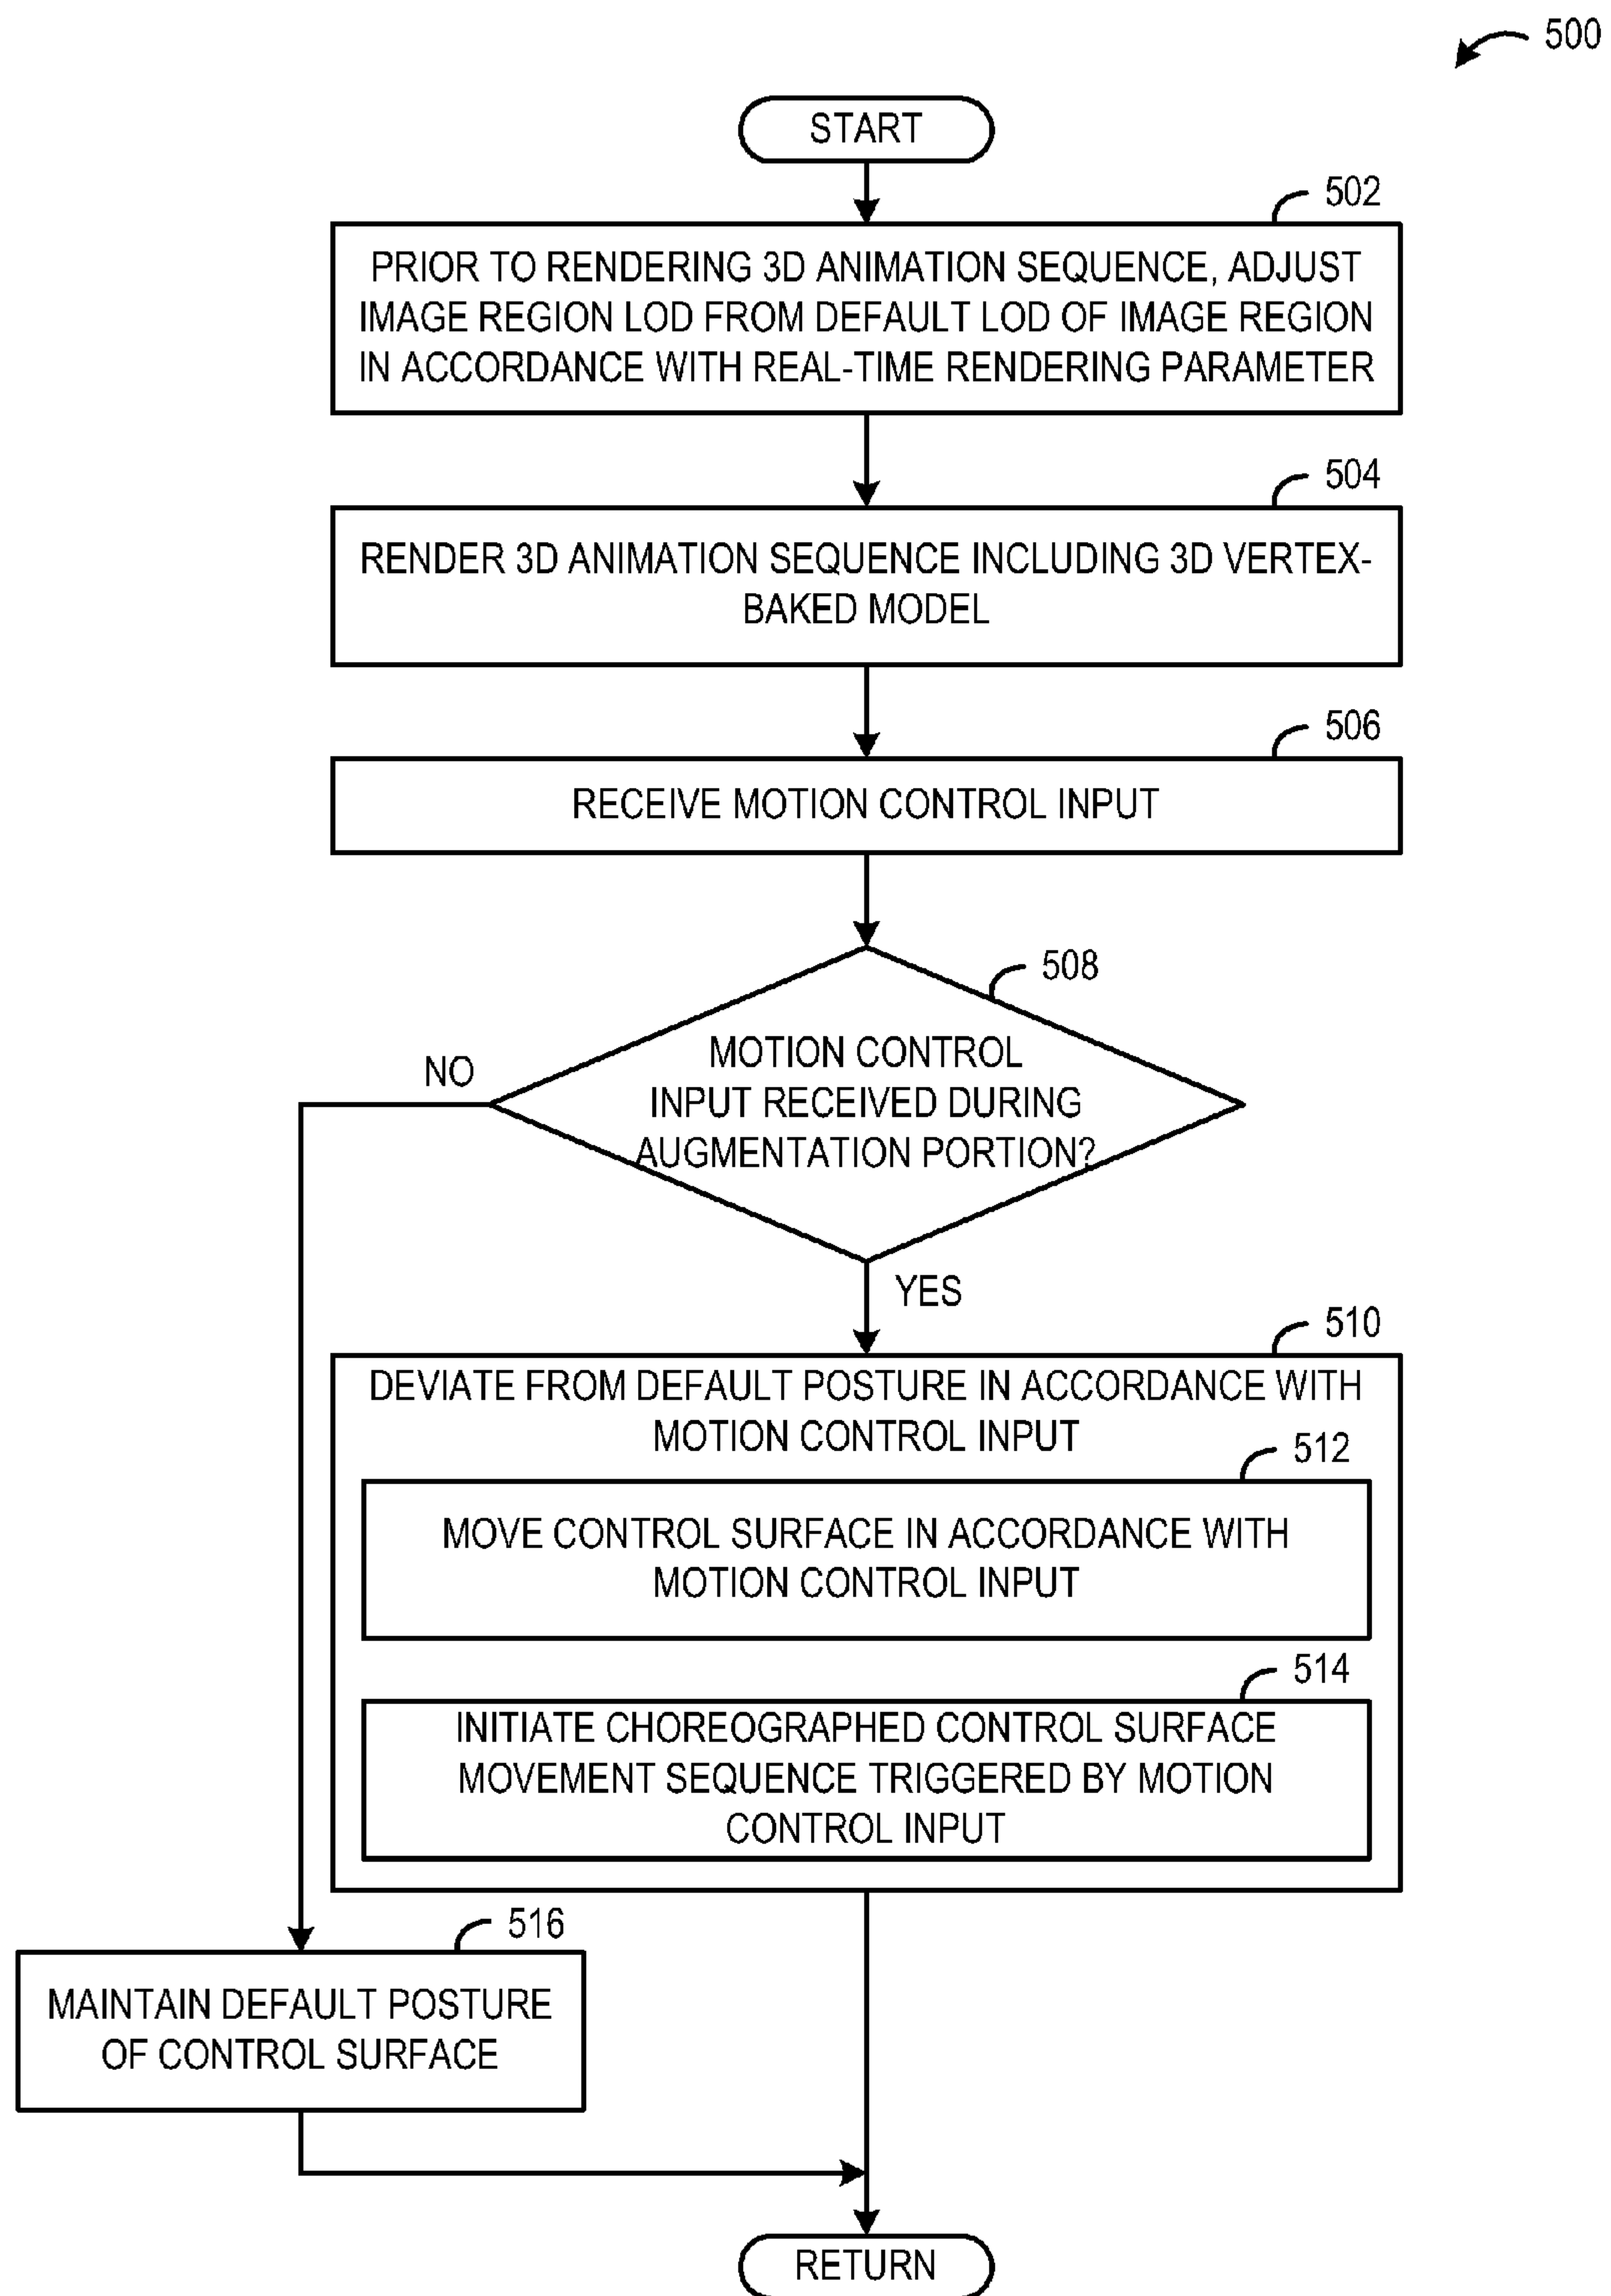 500
START
502
PRIOR TO RENDERING 3D ANIMATION SEQUENCE, ADJUST
IMAGE REGION LOD FROM DEFAULT LOD OF IMAGE REGION
IN ACCORDANCE WITH REAL-TIME RENDERING PARAMETER
504
RENDER 3D ANIMATION SEQUENCE INCLUDING 3D VERTEX-
BAKED MODEL
506
RECEIVE MOTION CONTROL INPUT
508
MOTION CONTROL
INPUT RECEIVED DURING
AUGMENTATION PORTION?
NO
YES
510
DEVIATE FROM DEFAULT POSTURE IN ACCORDANCE WITH
MOTION CONTROL INPUT
512
MOVE CONTROL SURFACE IN ACCORDANCE WITH
MOTION CONTROL INPUT
514
INITIATE CHOREOGRAPHED CONTROL SURFACE
MOVEMENT SEQUENCE TRIGGERED BY MOTION
CONTROL INPUT
516
MAINTAIN DEFAULT POSTURE
OF CONTROL SURFACE
RETURN